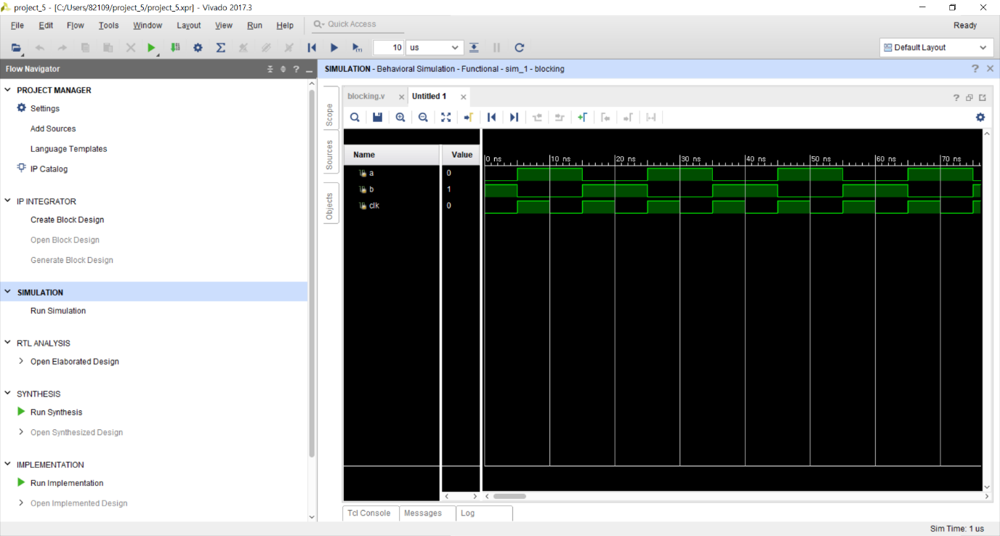 project_5 - [C:/Users/82109/project_5/project_5.xpr] - Vivado 2017.3
File Edit Flow Tools Window Layout View Run Help Quick Access Ready
10 us Default Layout
Flow Navigator
PROJECT MANAGER
Settings
Add Sources
Language Templates
IP Catalog
IP INTEGRATOR
Create Block Design
Open Block Design
Generate Block Design
SIMULATION
Run Simulation
RTL ANALYSIS
Open Elaborated Design
SYNTHESIS
Run Synthesis
Open Synthesized Design
IMPLEMENTATION
Run Implementation
Open Implemented Design
SIMULATION - Behavioral Simulation - Functional - sim_1 - blocking
Scope
Sources
Objects
blocking.v Untitled 1
Name Value
0 ns 10 ns 20 ns 30 ns 40 ns 50 ns 60 ns 70 ns
a 0
b 1
clk 0
Tcl Console Messages Log
Sim Time: 1 us